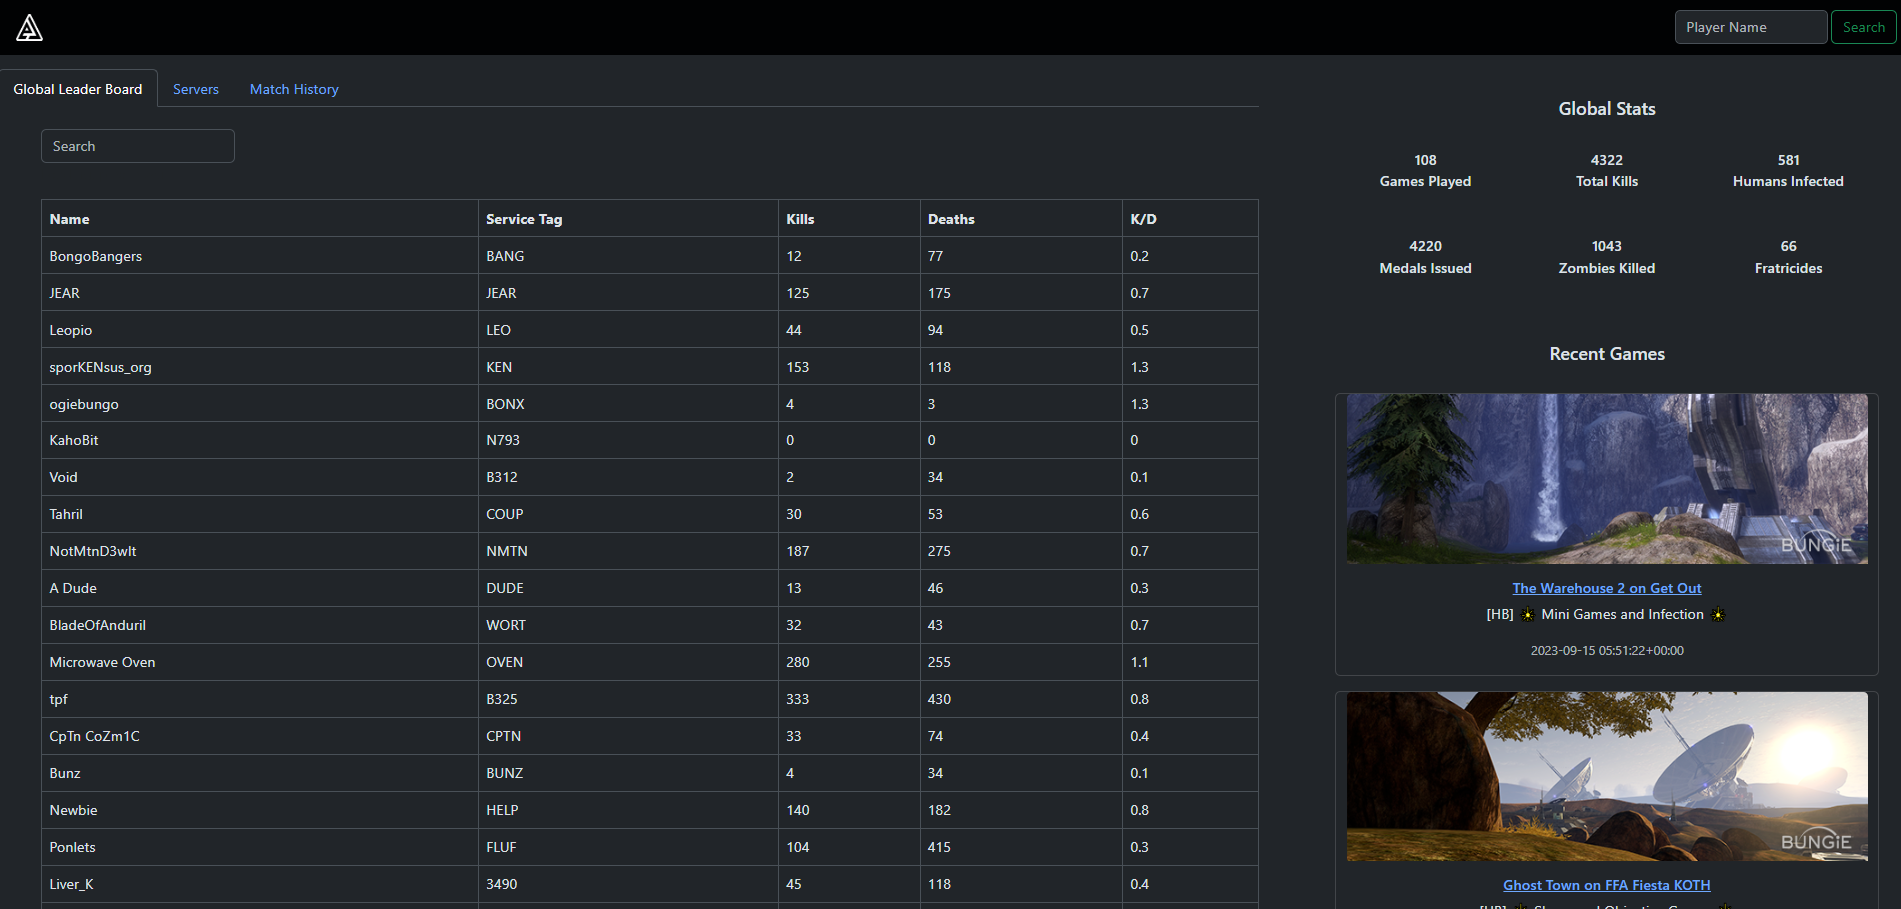 Player Name Search
Global Leader Board Servers Match History
Search
Name Service Tag Kills Deaths K/D
BongoBangers BANG 12 77 0.2
JEAR JEAR 125 175 0.7
Leopio LEO 44 94 0.5
sporKENsus_org KEN 153 118 1.3
ogiebungo BONX 4 3 1.3
KahoBit N793 0 0 0
Void B312 2 34 0.1
Tahril COUP 30 53 0.6
NotMtnD3wIt NMTN 187 275 0.7
A Dude DUDE 13 46 0.3
BladeOfAnduril WORT 32 43 0.7
Microwave Oven OVEN 280 255 1.1
tpf B325 333 430 0.8
CpTn CoZm1C CPTN 33 74 0.4
Bunz BUNZ 4 34 0.1
Newbie HELP 140 182 0.8
Ponlets FLUF 104 415 0.3
Liver_K 3490 45 118 0.4
Global Stats
108 4322 581
Games Played Total Kills Humans Infected
4220 1043 66
Medals Issued Zombies Killed Fratricides
Recent Games
BUNGiE
The Warehouse 2 on Get Out
[HB] Mini Games and Infection
2023-09-15 05:51:22+00:00
BUNGiE
Ghost Town on FFA Fiesta KOTH